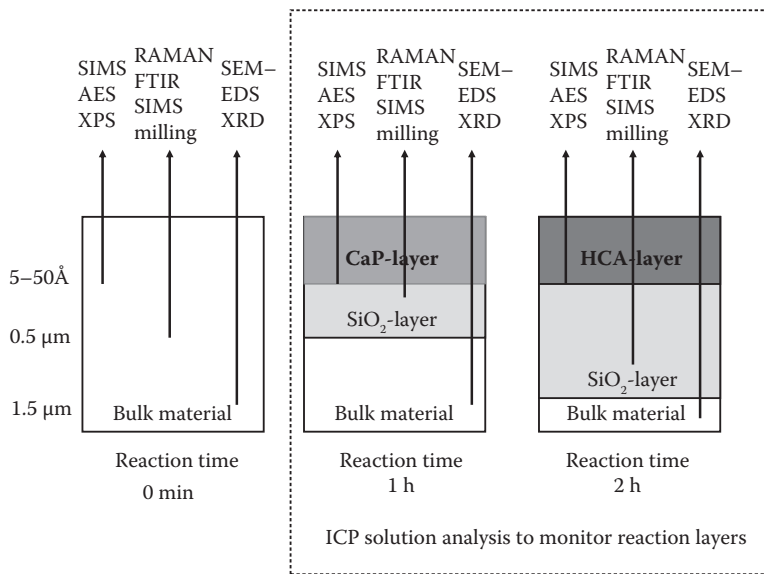 SIMS
AES
XPS
RAMAN
FTIR
SIMS
milling
SEM–
EDS
XRD
SIMS
AES
XPS
RAMAN
FTIR
SIMS
milling
SEM–
EDS
XRD
SIMS
AES
XPS
RAMAN
FTIR
SIMS
milling
SEM–
EDS
XRD
5–50Å
0.5 μm
1.5 μm
Bulk material
Reaction time
0 min
CaP-layer
SiO₂-layer
Bulk material
Reaction time
1 h
HCA-layer
SiO₂-layer
Bulk material
Reaction time
2 h
ICP solution analysis to monitor reaction layers